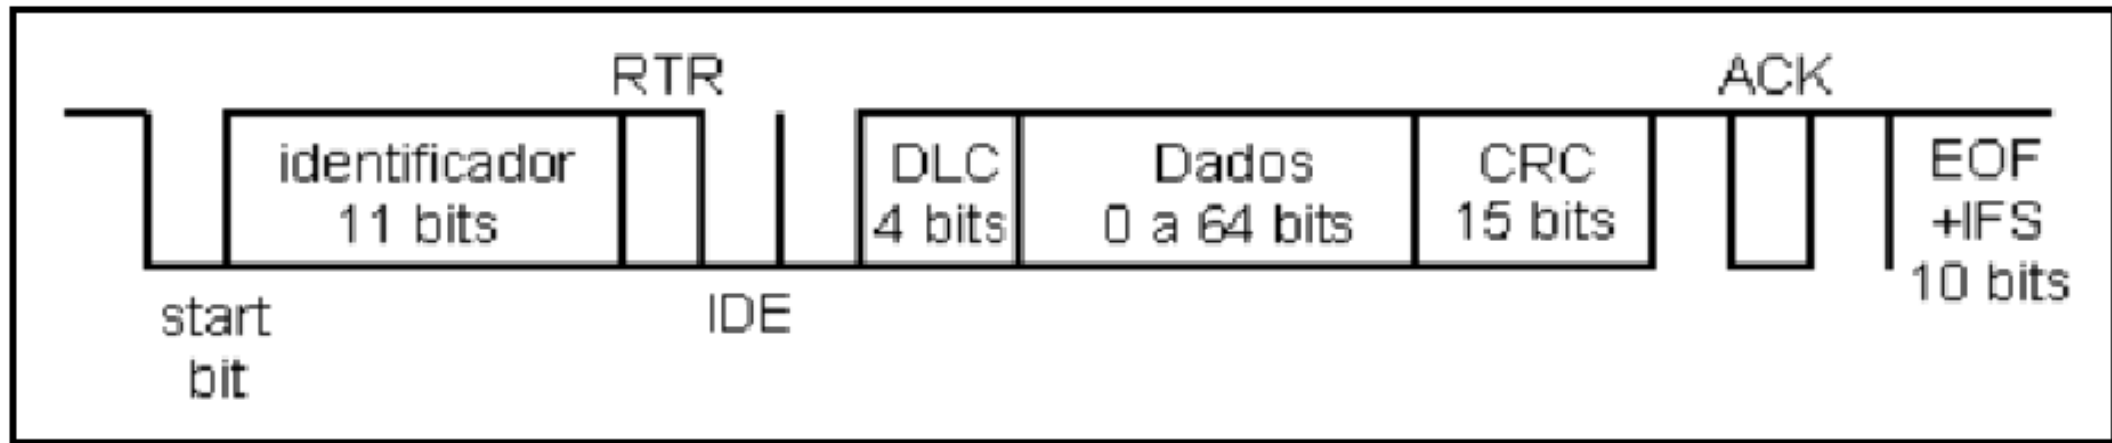 RTR
ACK
identificador
11 bits
DLC
4 bits
Dados
0 a 64 bits
CRC
15 bits
EOF
+IFS
10 bits
start
bit
IDE